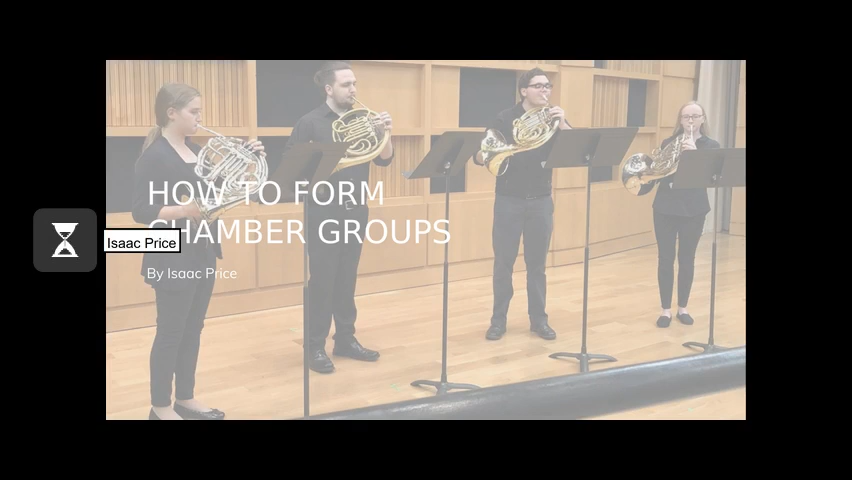 HOW TO FORM
CHAMBER GROUPS
Isaac Price
By Isaac Price